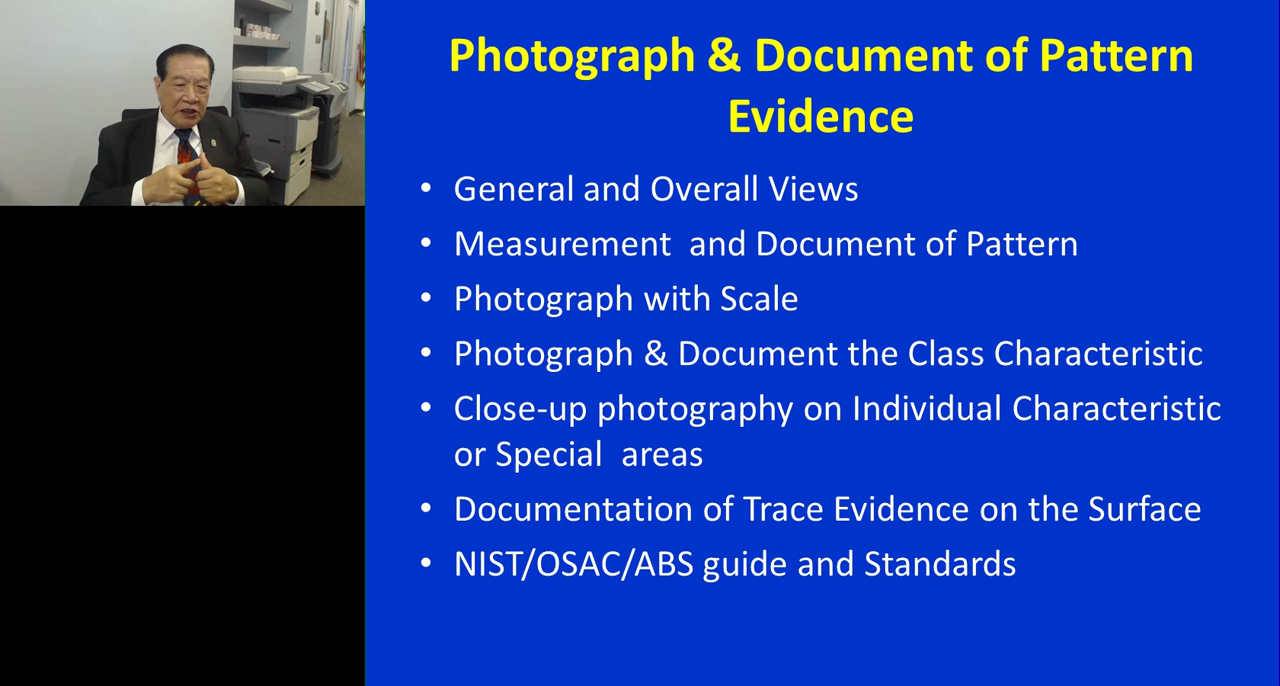 Photograph & Document of Pattern
Evidence
• General and Overall Views
• Measurement  and Document of Pattern
• Photograph with Scale
• Photograph & Document the Class Characteristic
• Close-up photography on Individual Characteristic
or Special  areas
• Documentation of Trace Evidence on the Surface
• NIST/OSAC/ABS guide and Standards